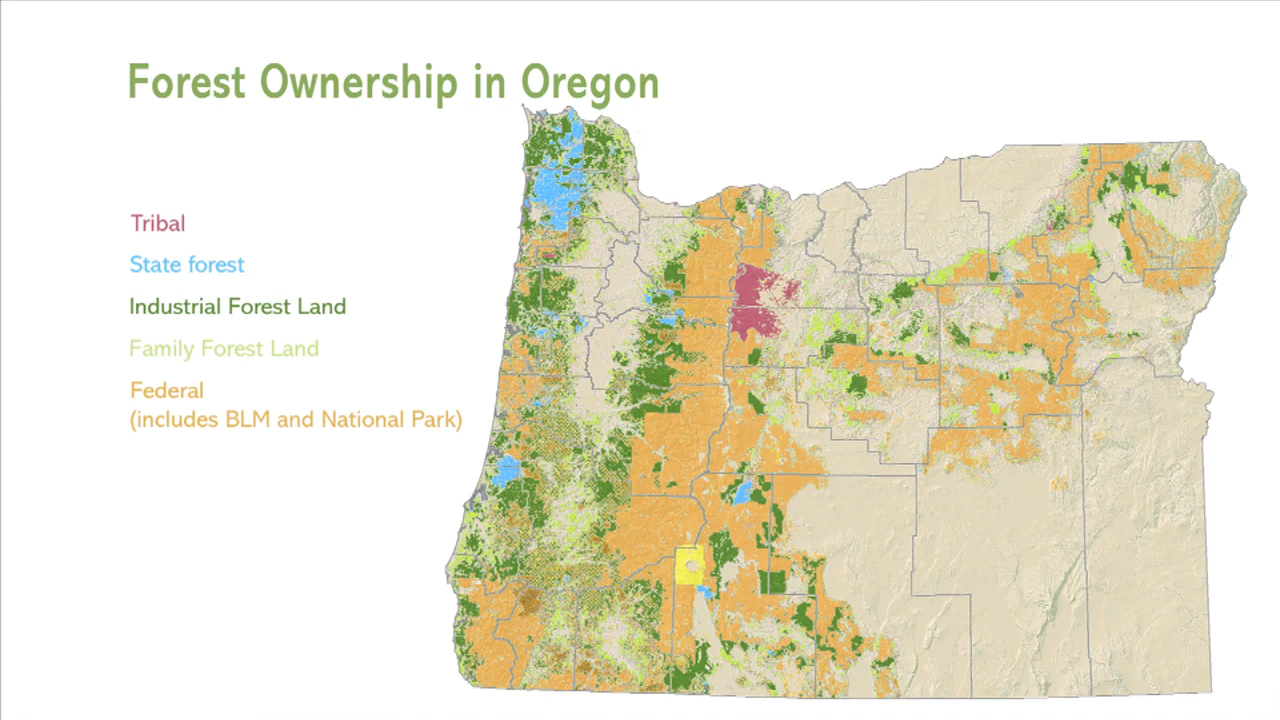 Forest Ownership in Oregon
Tribal
State forest
Industrial Forest Land
Family Forest Land
Federal
(includes BLM and National Park)